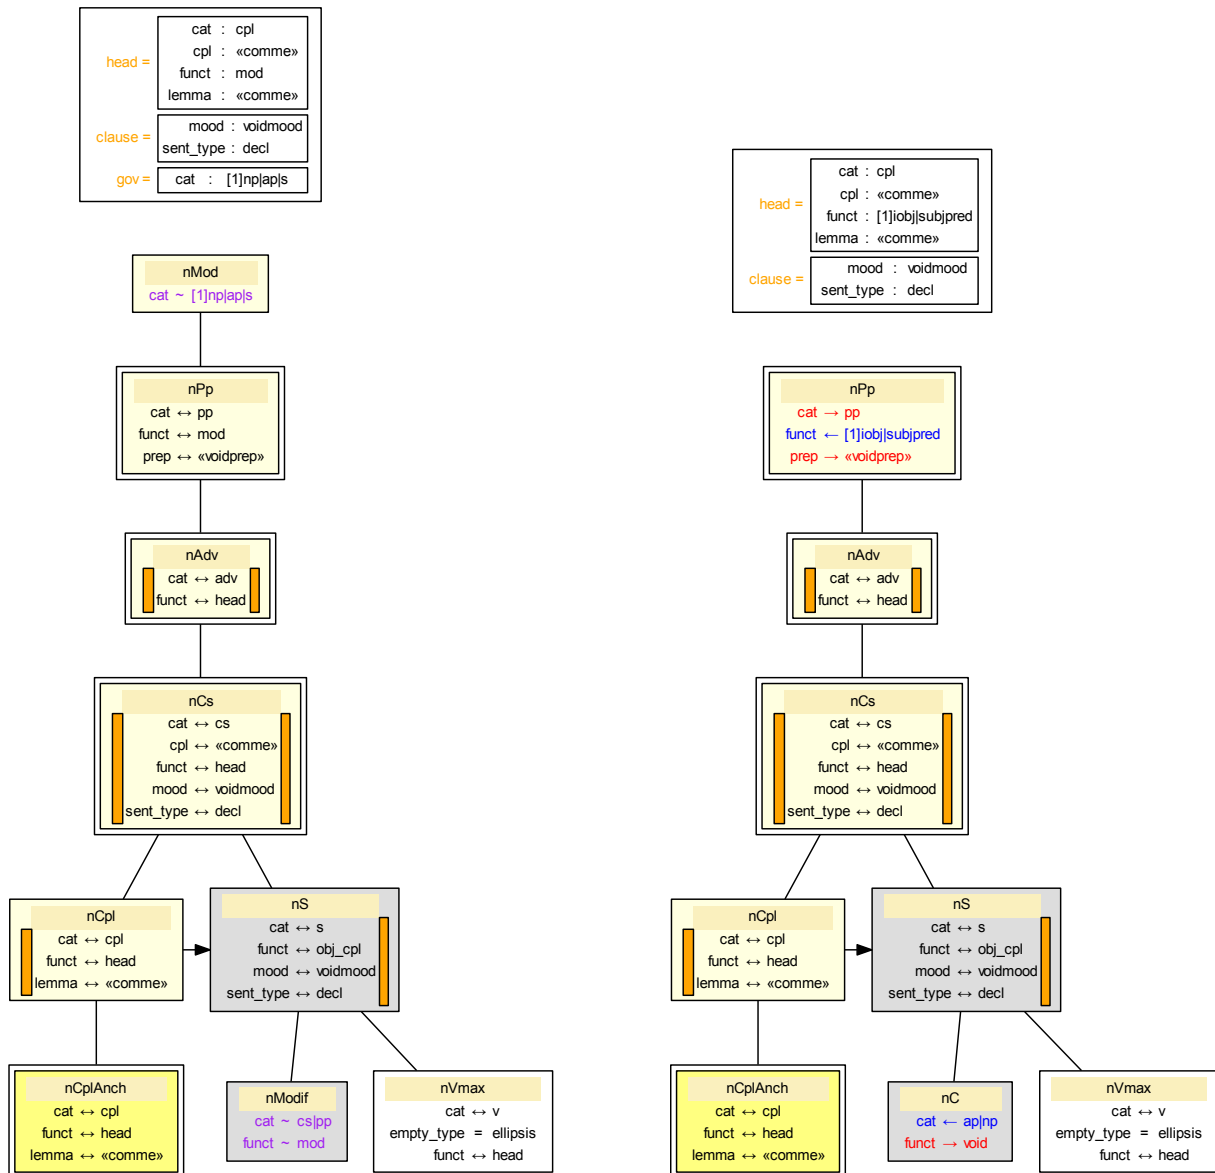 cat : cpl
cpl : «comme»
head =
funct : mod
lemma : «comme»
mood : voidmood
clause =
sent_type : decl
gov =
cat : [1]np|ap|s
nMod
cat ~ [1]np|ap|s
nPp
cat ↔ pp
funct ↔ mod
prep ↔ «voidprep»
nAdv
cat ↔ adv
funct ↔ head
nCs
cat ↔ cs
cpl ↔ «comme»
funct ↔ head
mood ↔ voidmood
sent_type ↔ decl
nCpl
cat ↔ cpl
funct ↔ head
lemma ↔ «comme»
nS
cat ↔ s
funct ↔ obj_cpl
mood ↔ voidmood
sent_type ↔ decl
nCplAnch
cat ↔ cpl
funct ↔ head
lemma ↔ «comme»
nModif
cat ~ cs|pp
funct ~ mod
nVmax
cat ↔ v
empty_type = ellipsis
funct ↔ head
cat : cpl
cpl : «comme»
head =
funct : [1]iobj|subjpred
lemma : «comme»
mood : voidmood
clause =
sent_type : decl
nPp
cat → pp
funct ← [1]iobj|subjpred
prep → «voidprep»
nAdv
cat ↔ adv
funct ↔ head
nCs
cat ↔ cs
cpl ↔ «comme»
funct ↔ head
mood ↔ voidmood
sent_type ↔ decl
nCpl
cat ↔ cpl
funct ↔ head
lemma ↔ «comme»
nS
cat ↔ s
funct ↔ obj_cpl
mood ↔ voidmood
sent_type ↔ decl
nCplAnch
cat ↔ cpl
funct ↔ head
lemma ↔ «comme»
nC
cat ← ap|np
funct → void
nVmax
cat ↔ v
empty_type = ellipsis
funct ↔ head